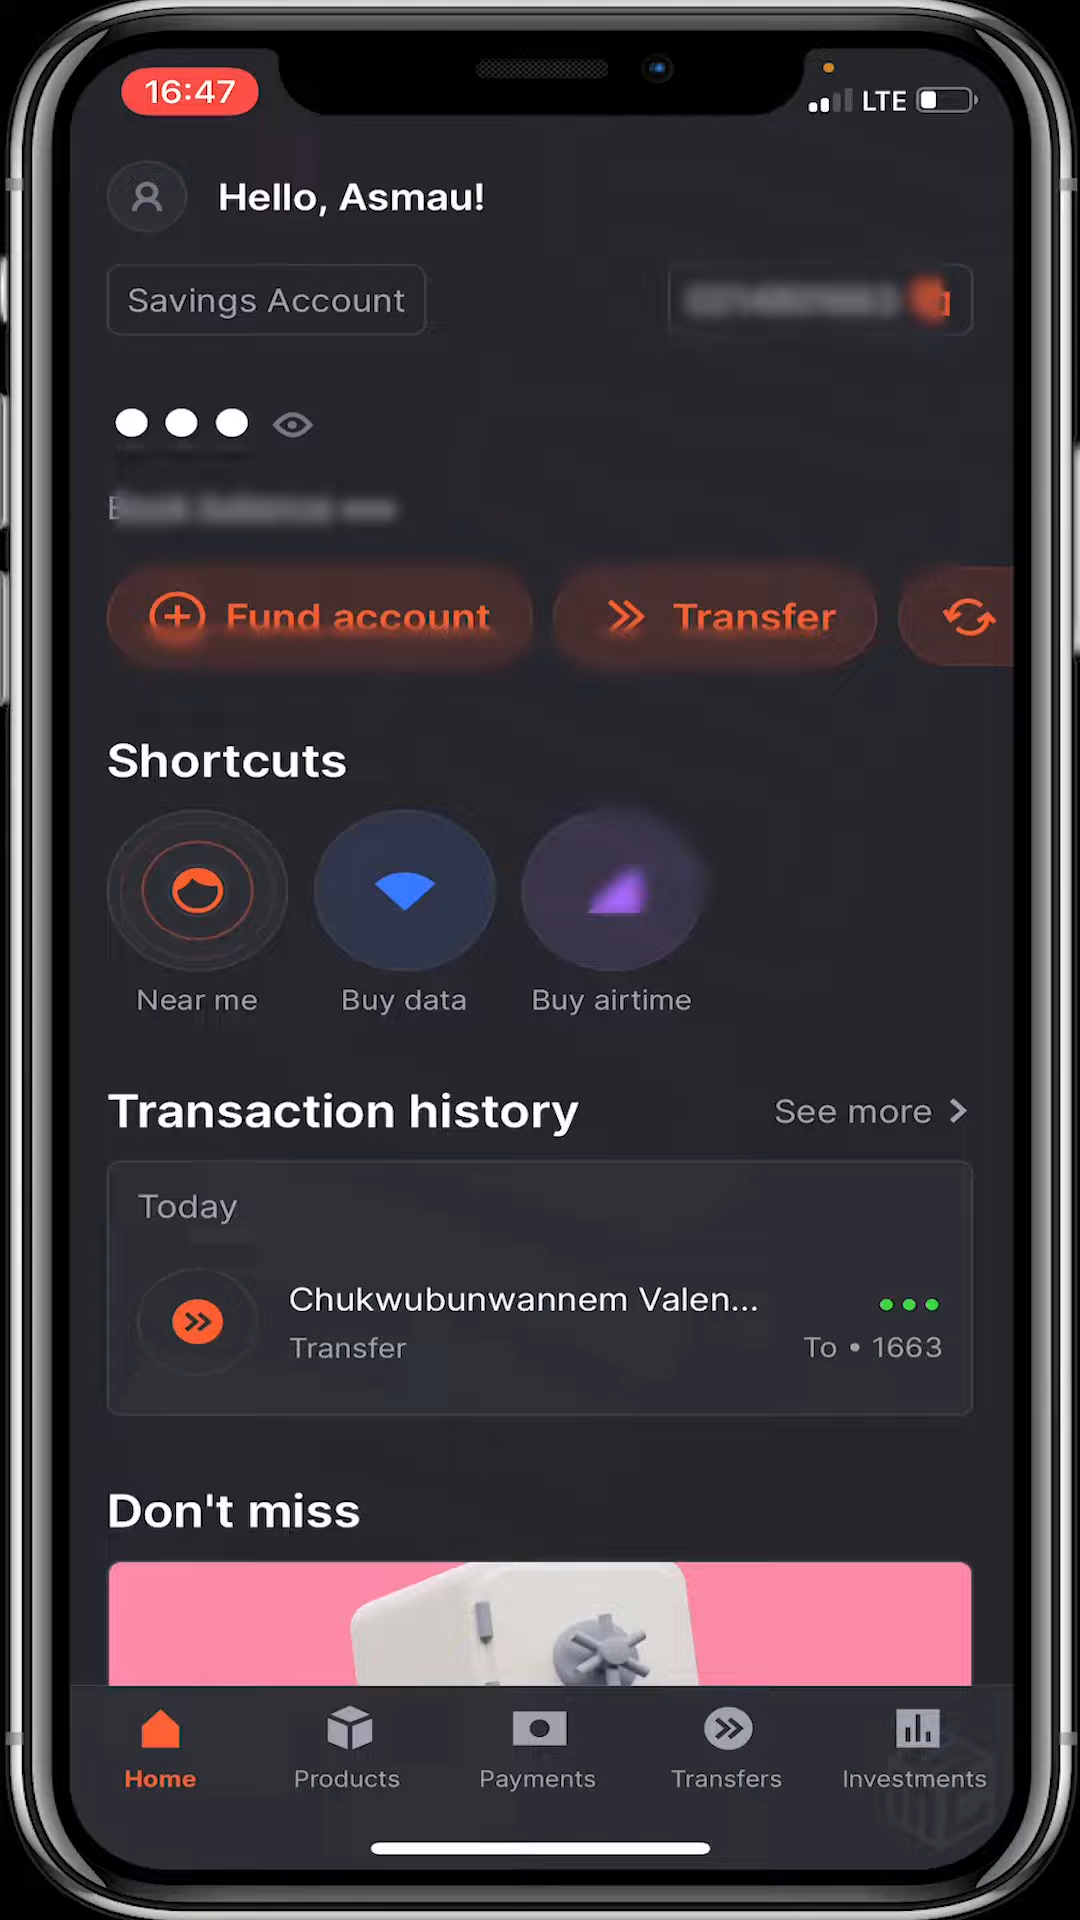 16:47
LTE
Hello, Asmau!
Savings Account
Fund account
Transfer
Shortcuts
Near me
Buy data
Buy airtime
Transaction history
See more
Today
Chukwubunwannem Valen...
Transfer
To • 1663
Don't miss
Home
Products
Payments
Transfers
Investments